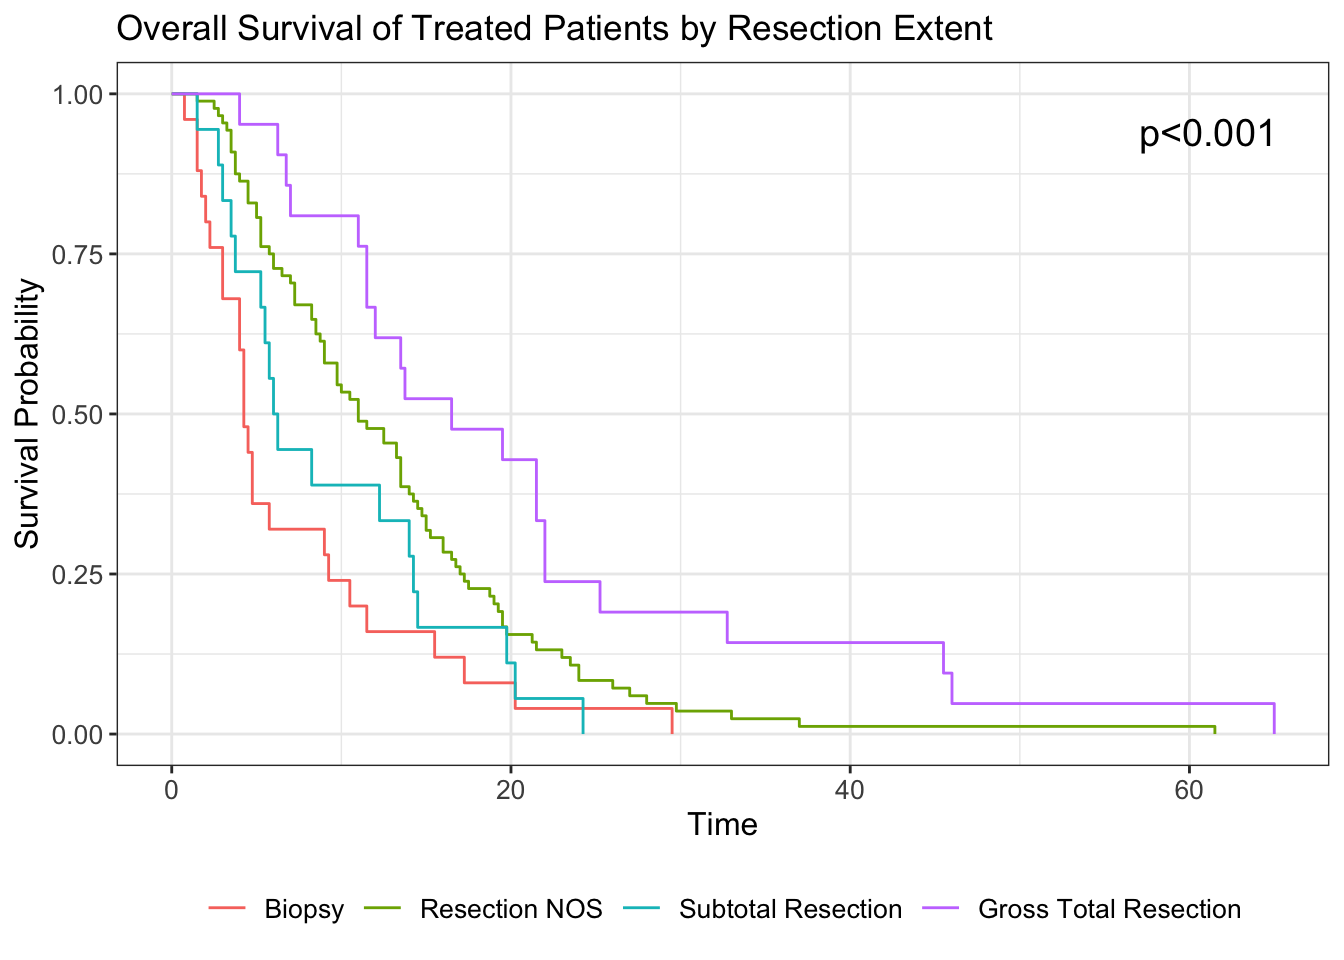 Overall Survival of Treated Patients by Resection Extent
1.00
0.75
0.50
0.25
0.00
Survival Probability
p<0.001
0 20 40 60
Time
Biopsy Resection NOS Subtotal Resection Gross Total Resection